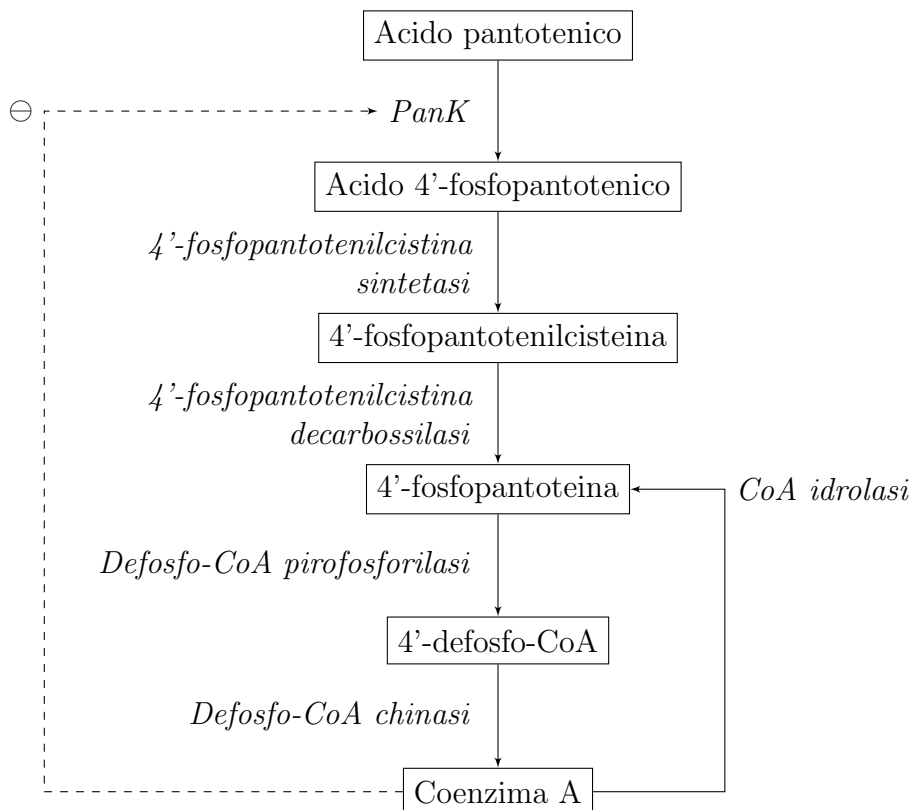 Acido pantotenico
⊖
PanK
Acido 4'-fosfopantotenico
4'-fosfopantotenilcistina
sintetasi
4'-fosfopantotenilcisteina
4'-fosfopantotenilcistina
decarbossilasi
4'-fosfopantoteina
CoA idrolasi
Defosfo-CoA pirofosforilasi
4'-defosfo-CoA
Defosfo-CoA chinasi
Coenzima A